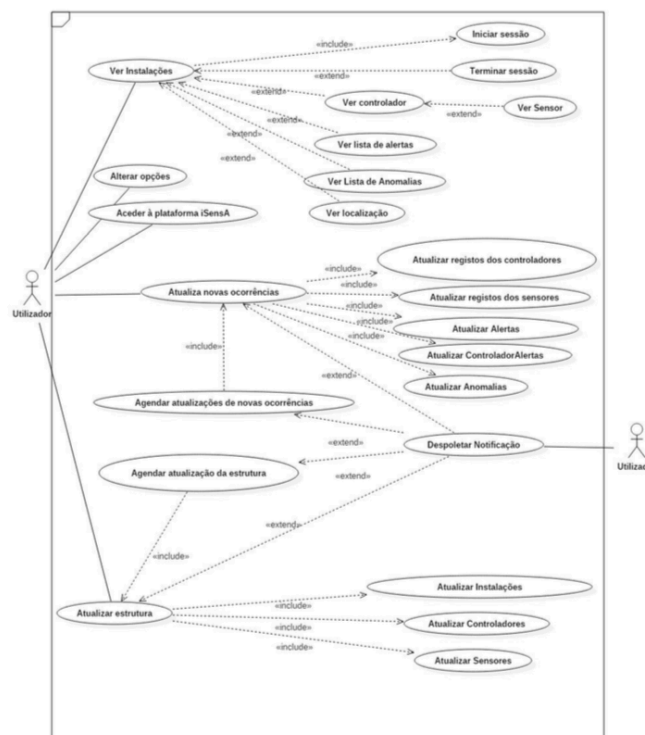 Iniciar sessão
«include»
Ver Instalações
Terminar sessão
«extend»
«extend»
Ver controlador
Ver Sensor
«extend»
«extend»
Ver lista de alertas
«extend»
Ver Lista de Anomalias
Alterar opções
Ver localização
Aceder à plataforma iSensA
Atualizar registos dos controladores
«include»
«include»
Atualiza novas ocorrências
Atualizar registos dos sensores
«include»
Utilizador
«include»
Atualizar Alertas
«include»
Atualizar ControladorAlertas
«include»
«extend»
Atualizar Anomalias
Agendar atualizações de novas ocorrências
Despoletar Notificação
«extend»
Utilizad
Agendar atualização da estrutura
«extend»
«extend»
«include»
Atualizar Instalações
«include»
Atualizar estrutura
«include»
Atualizar Controladores
«include»
Atualizar Sensores